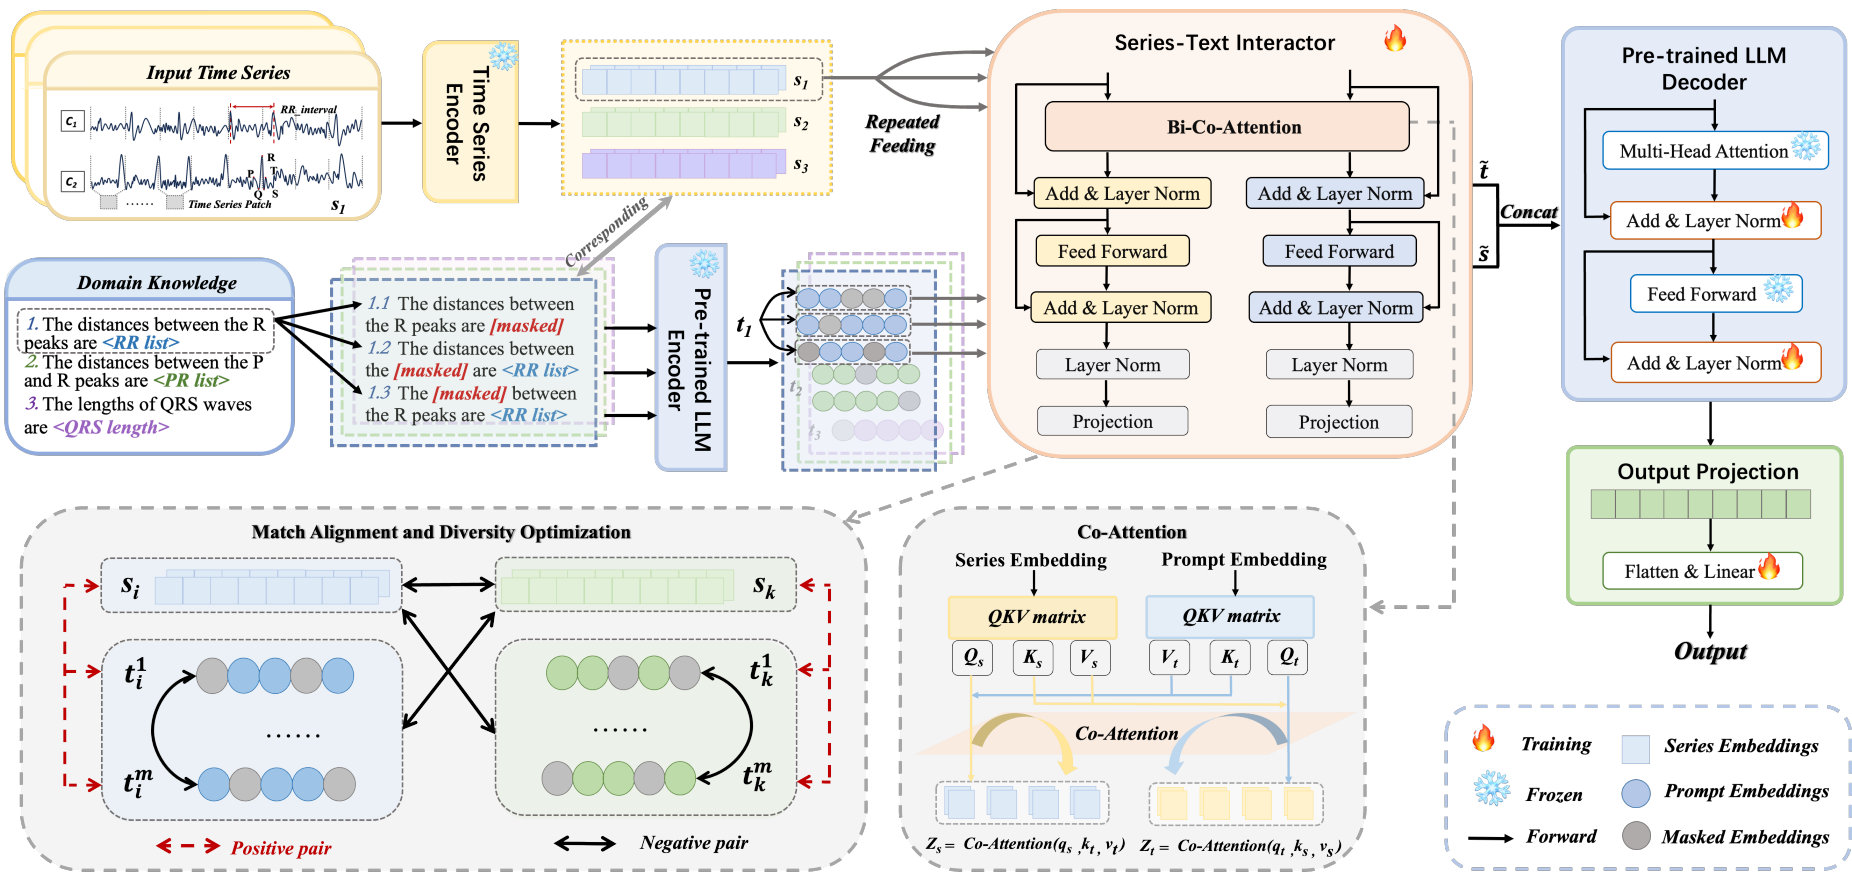 Input Time Series
C1
RR_interval
C2
P
R
Q
T
S
Time Series Patch
......
s1
Time Series
Encoder
s1
s2
s3
Repeated
Feeding
Corresponding
Domain Knowledge
1. The distances between the R
peaks are <RR list>
2. The distances between the P
and R peaks are <PR list>
3. The lengths of QRS waves
are <QRS length>
1.1 The distances between
the R peaks are [masked]
1.2 The distances between
the [masked] are <RR list>
1.3 The [masked] between
the R peaks are <RR list>
Pre-trained LLM
Encoder
t1
t2
t3
Series-Text Interactor
Bi-Co-Attention
Add & Layer Norm
Feed Forward
Add & Layer Norm
Layer Norm
Projection
Add & Layer Norm
Feed Forward
Add & Layer Norm
Layer Norm
Projection
t̃
s̃
Concat
Pre-trained LLM
Decoder
Multi-Head Attention
Add & Layer Norm
Feed Forward
Add & Layer Norm
Output Projection
Flatten & Linear
Output
Match Alignment and Diversity Optimization
si
sk
ti^1
......
ti^m
tk^1
......
tk^m
Positive pair
Negative pair
Co-Attention
Series Embedding
Prompt Embedding
QKV matrix
QKV matrix
Qs
Ks
Vs
Vt
Kt
Qt
Co-Attention
Zs = Co-Attention(qs ,kt , vt)
Zt = Co-Attention(qt ,ks , vs)
Training
Series Embeddings
Frozen
Prompt Embeddings
Forward
Masked Embeddings